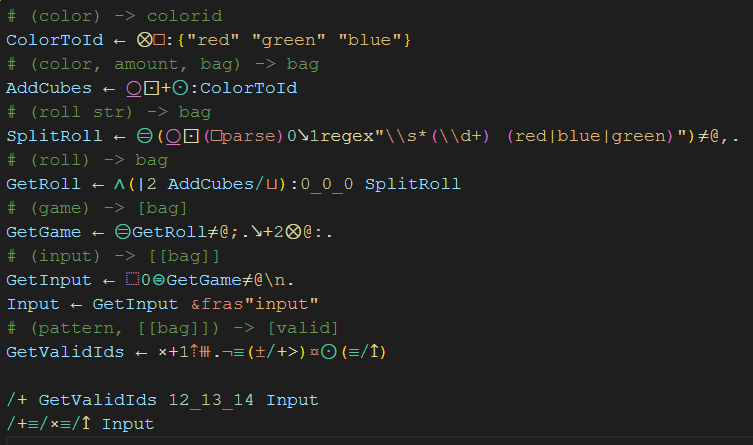 # (color) -> colorid
ColorToId ← ⊗□:{"red" "green" "blue"}
# (color, amount, bag) -> bag
AddCubes ← ⍜⊡+⊙:ColorToId
# (roll str) -> bag
SplitRoll ← ⊜(⍜⊡(□parse)0↘1regex"\\s*(\\d+) (red|blue|green)")≠@,.
# (roll) -> bag
GetRoll ← ∧(|2 AddCubes/⊔):0_0_0 SplitRoll
# (game) -> [bag]
GetGame ← ⊜GetRoll≠@;.↘+2⊗@:.
# (input) -> [[bag]]
GetInput ← ⬚0⊜GetGame≠@\n.
Input ← GetInput &fras"input"
# (pattern, [[bag]]) -> [valid]
GetValidIds ← ×+1⇡⧻.¬≡(±/+>)¤⊙(≡/↥)

/+ GetValidIds 12_13_14 Input
/+≡/×≡/↥ Input